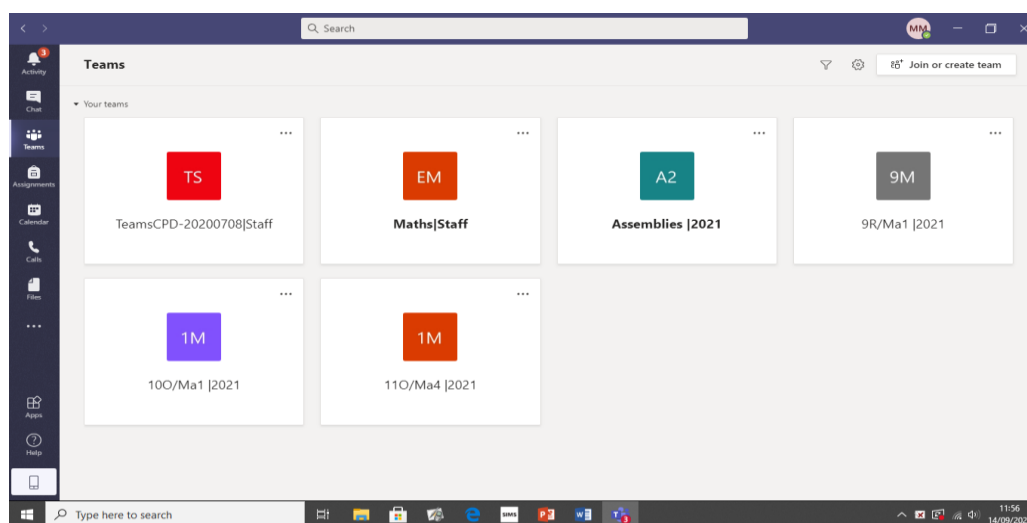 Search
MM
3
Activity
Teams
Join or create team
Chat
Your teams
Teams
Assignments
Calendar
Calls
Files
Apps
Help
TS
TeamsCPD-20200708|Staff
EM
Maths|Staff
A2
Assemblies |2021
9M
9R/Ma1 |2021
1M
10O/Ma1 |2021
1M
11O/Ma4 |2021
Type here to search
SIMS
3
11:56